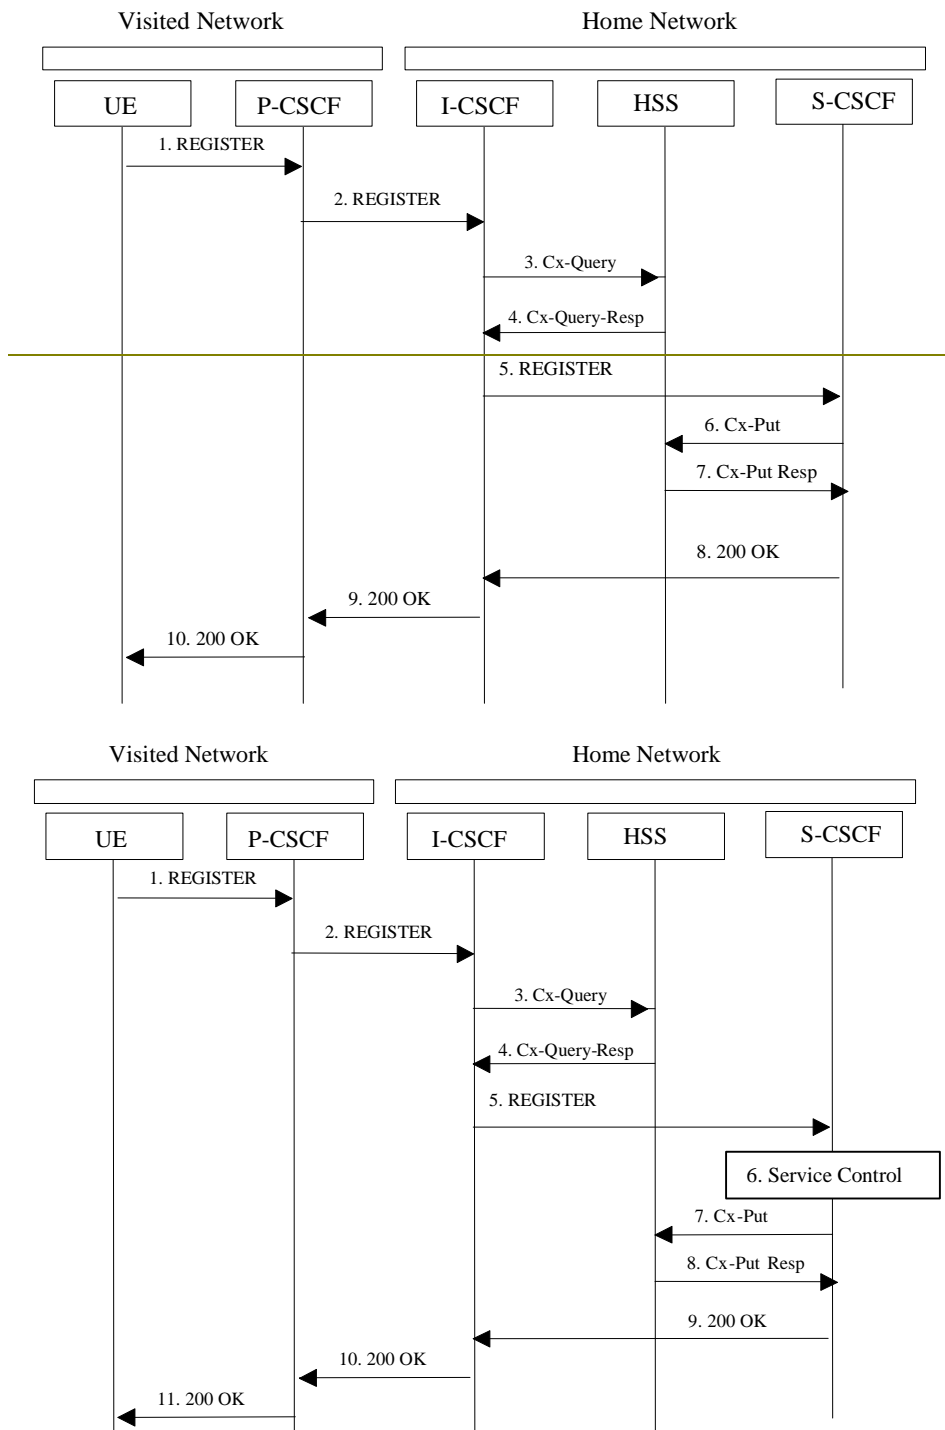 Visited Network
Home Network
UE
P-CSCF
I-CSCF
HSS
S-CSCF
1. REGISTER
2. REGISTER
3. Cx-Query
4. Cx-Query-Resp
5. REGISTER
6. Cx-Put
7. Cx-Put Resp
8. 200 OK
9. 200 OK
10. 200 OK
Visited Network
Home Network
UE
P-CSCF
I-CSCF
HSS
S-CSCF
1. REGISTER
2. REGISTER
3. Cx-Query
4. Cx-Query-Resp
5. REGISTER
6. Service Control
7. Cx-Put
8. Cx-Put Resp
9. 200 OK
10. 200 OK
11. 200 OK